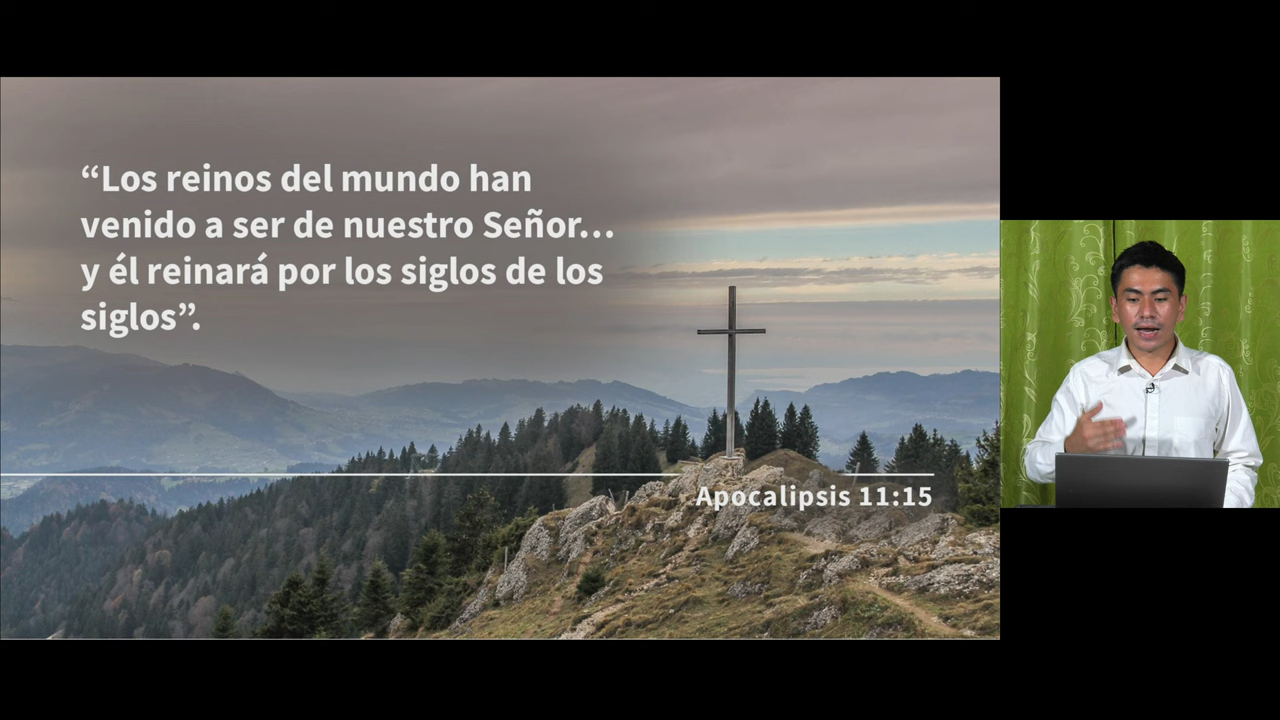 “Los reinos del mundo han
venido a ser de nuestro Señor...
y él reinará por los siglos de los
siglos”.
Apocalipsis 11:15